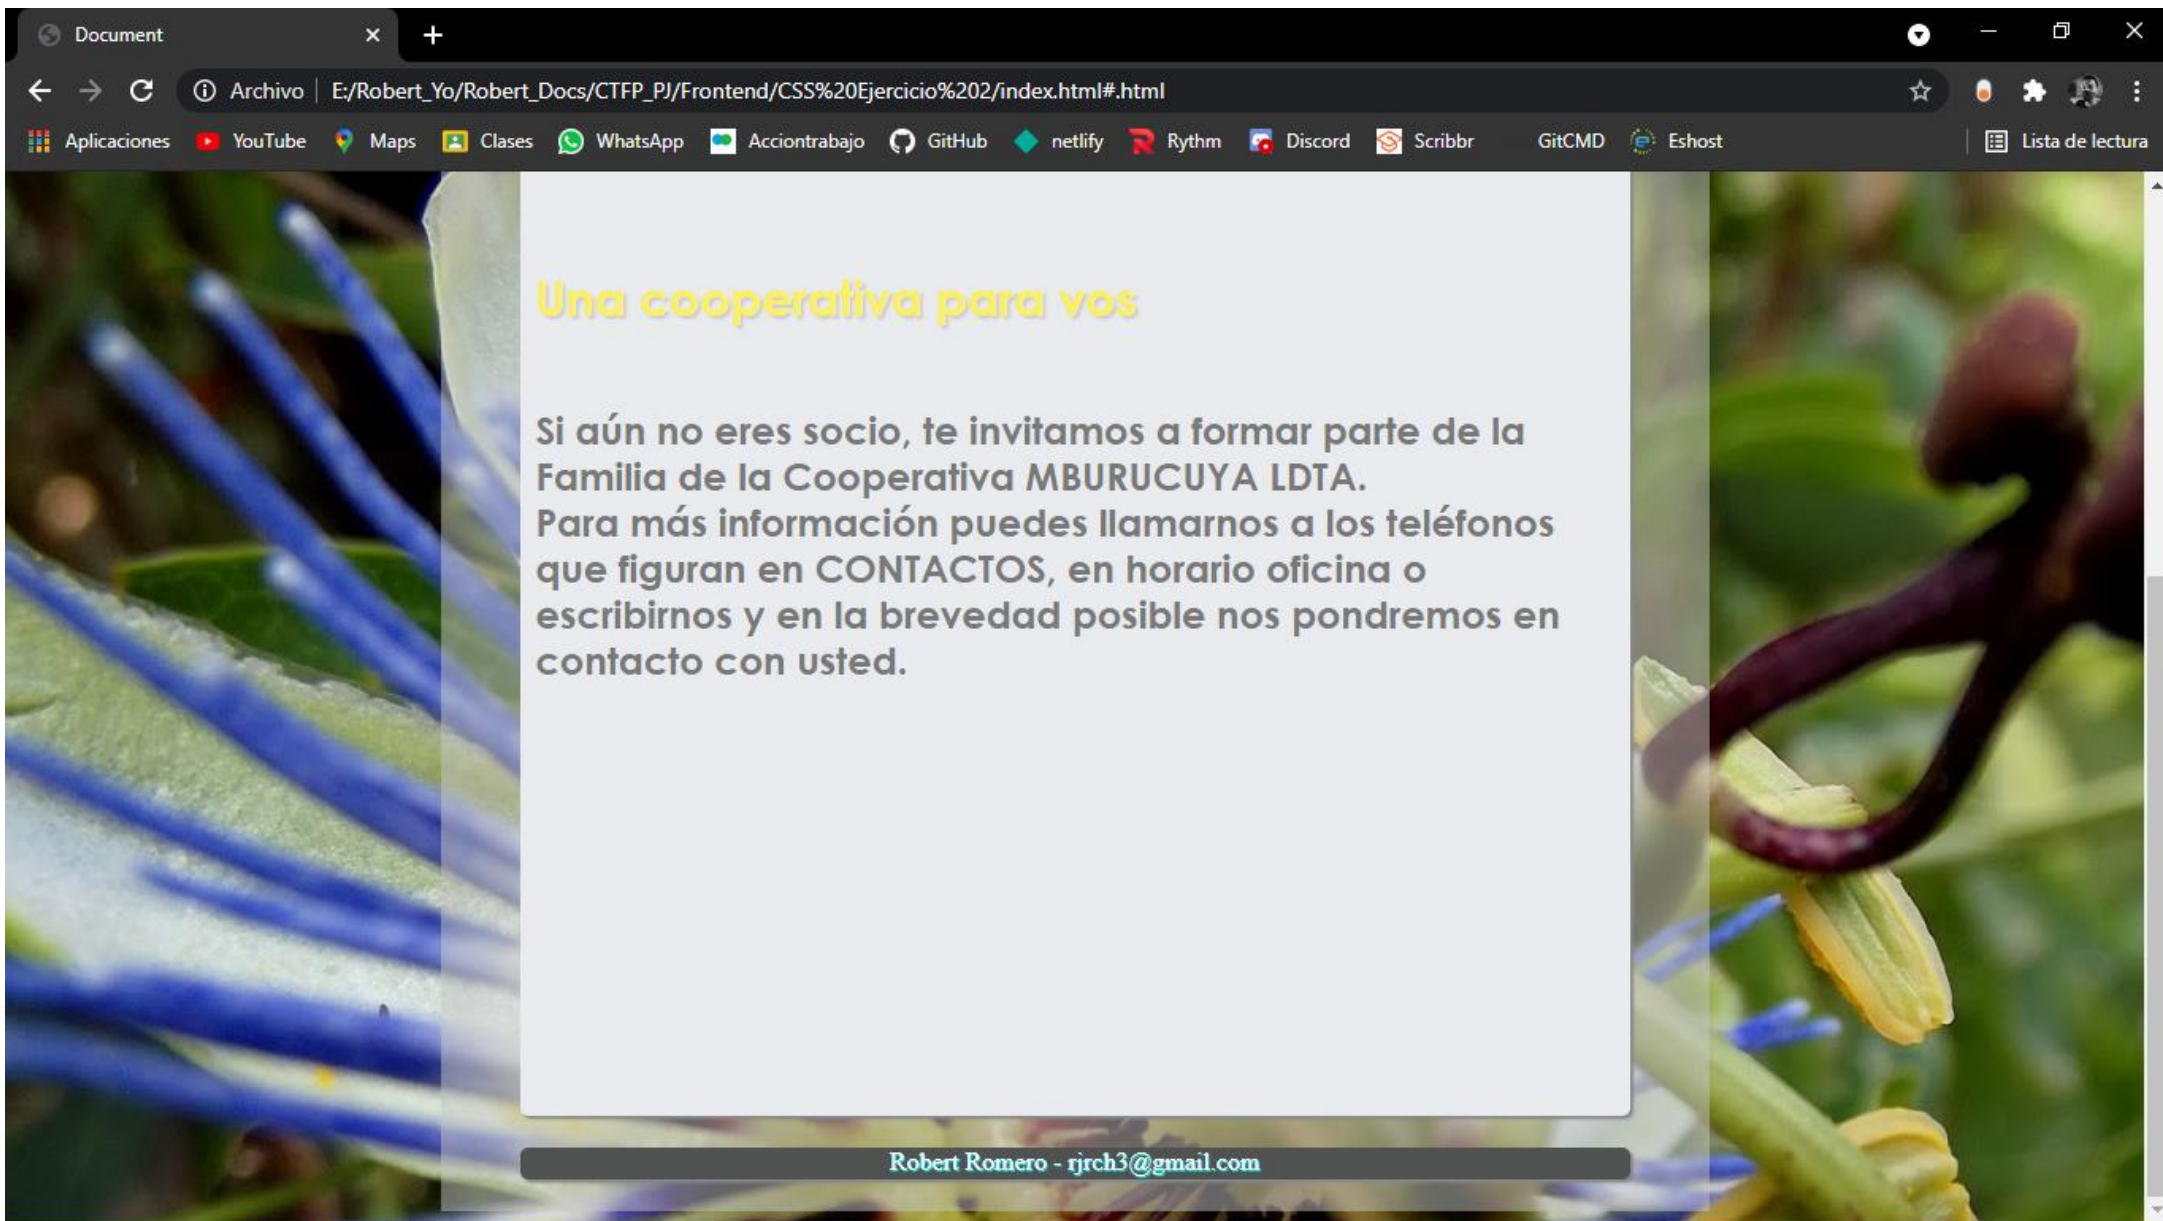 Document
Archivo E:/Robert_Yo/Robert_Docs/CTFP_PJ/Frontend/CSS%20Ejercicio%202/index.html#.html
Aplicaciones YouTube Maps Clases WhatsApp Acciontrabajo GitHub netlify Rythm Discord Scribbr GitCMD Eshost Lista de lectura
Una cooperativa para vos
Si aún no eres socio, te invitamos a formar parte de la
Familia de la Cooperativa MBURUCUYA LDTA.
Para más información puedes llamarnos a los teléfonos
que figuran en CONTACTOS, en horario oficina o
escribirnos y en la brevedad posible nos pondremos en
contacto con usted.
Robert Romero - rjrch3@gmail.com